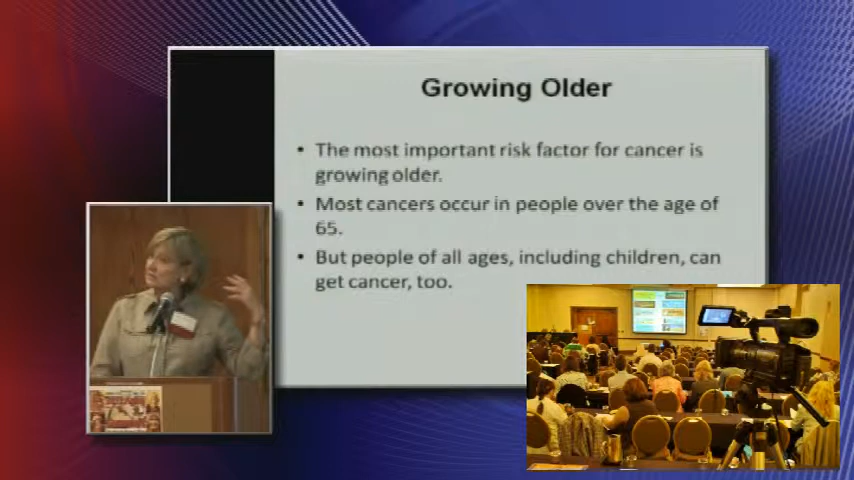 Growing Older
• The most important risk factor for cancer is
growing older.
• Most cancers occur in people over the age of
65.
• But people of all ages, including children, can
get cancer, too.